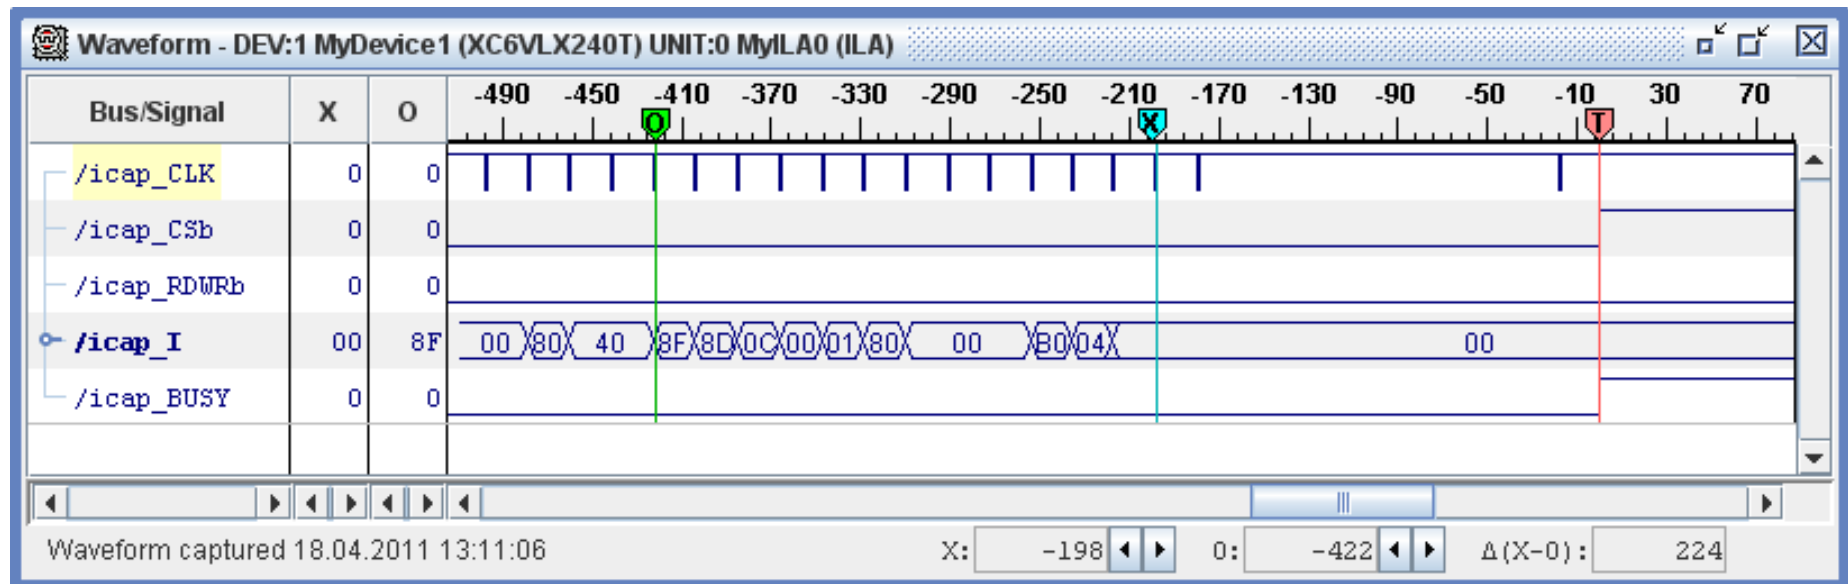 Waveform - DEV:1 MyDevice1 (XC6VLX240T) UNIT:0 MyILA0 (ILA)
Bus/Signal X O -490 -450 -410 -370 -330 -290 -250 -210 -170 -130 -90 -50 -10 30 70
O X T
/icap_CLK 0 0
/icap_CSb 0 0
/icap_RDWRb 0 0
/icap_I 00 8F 00 80 40 8F 8D 0C 00 01 80 00 B0 04 00
/icap_BUSY 0 0
Waveform captured 18.04.2011 13:11:06 X: -198 O: -422 Δ(X-O): 224